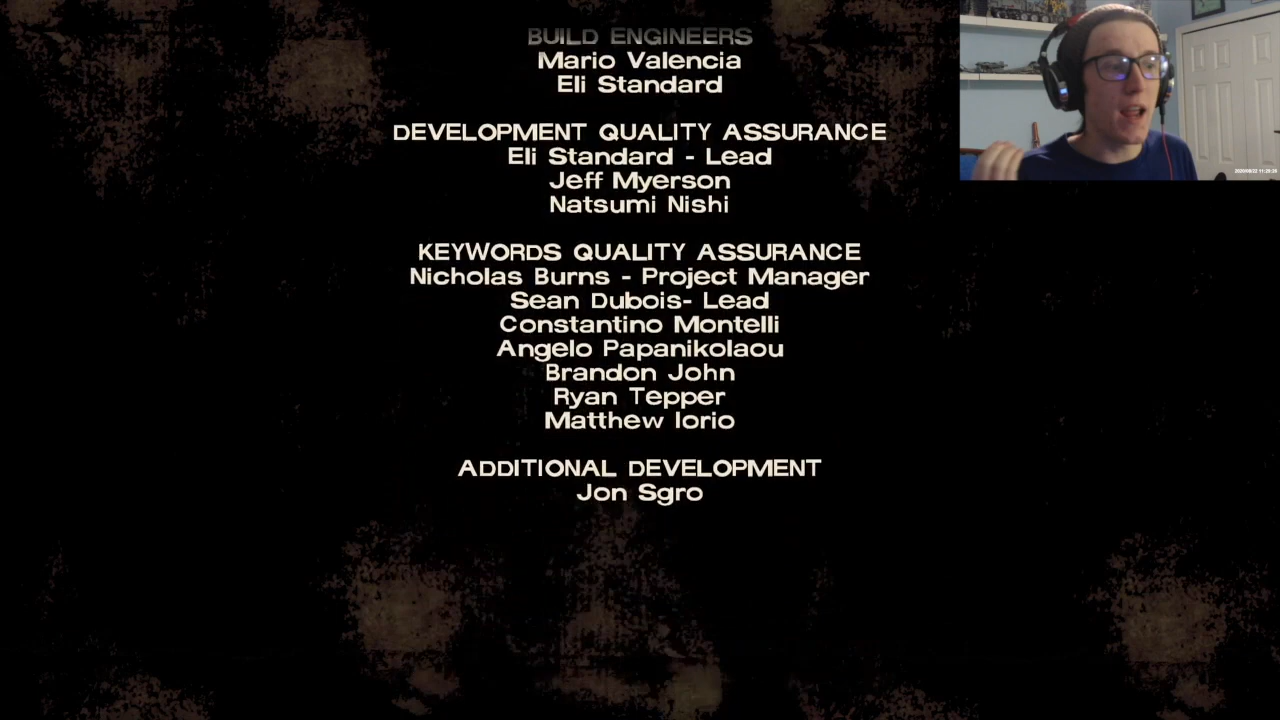 BUILD ENGINEERS
Mario Valencia
Eli Standard
DEVELOPMENT QUALITY ASSURANCE
Eli Standard - Lead
Jeff Myerson
Natsumi Nishi
KEYWORDS QUALITY ASSURANCE
Nicholas Burns - Project Manager
Sean Dubois- Lead
Constantino Montelli
Angelo Papanikolaou
Brandon John
Ryan Tepper
Matthew Iorio
ADDITIONAL DEVELOPMENT
Jon Sgro